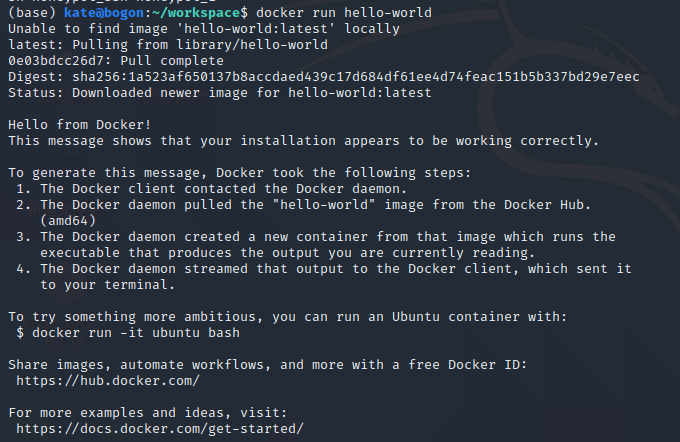 (base) kate@bogon:~/workspace$ docker run hello-world
Unable to find image 'hello-world:latest' locally
latest: Pulling from library/hello-world
0e03bdcc26d7: Pull complete
Digest: sha256:1a523af650137b8accdaed439c17d684df61ee4d74feac151b5b337bd29e7eec
Status: Downloaded newer image for hello-world:latest
Hello from Docker!
This message shows that your installation appears to be working correctly.
To generate this message, Docker took the following steps:
1. The Docker client contacted the Docker daemon.
2. The Docker daemon pulled the "hello-world" image from the Docker Hub.
(amd64)
3. The Docker daemon created a new container from that image which runs the
executable that produces the output you are currently reading.
4. The Docker daemon streamed that output to the Docker client, which sent it
to your terminal.
To try something more ambitious, you can run an Ubuntu container with:
$ docker run -it ubuntu bash
Share images, automate workflows, and more with a free Docker ID:
https://hub.docker.com/
For more examples and ideas, visit:
https://docs.docker.com/get-started/